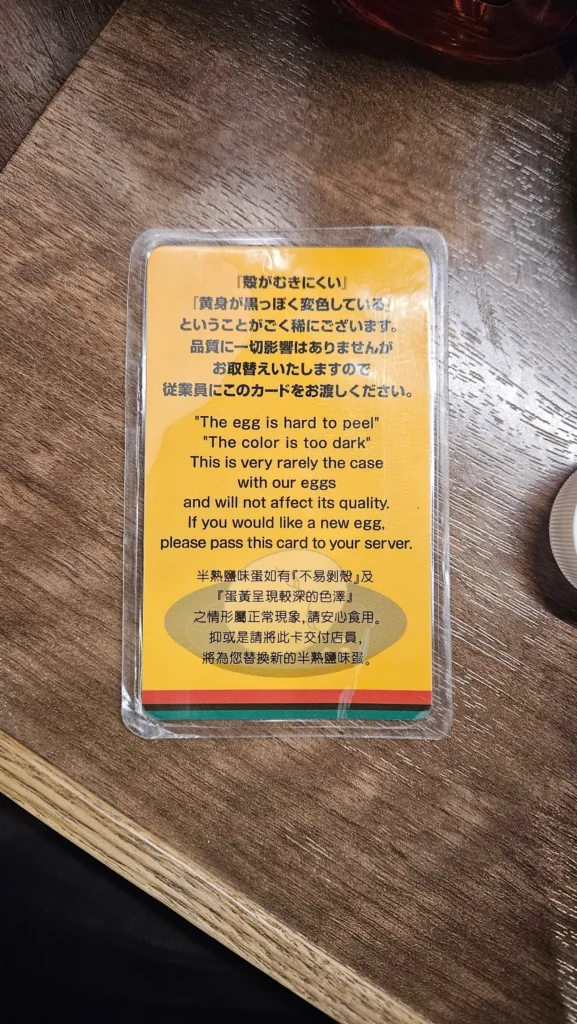 『殻がむきにくい』
『黄身が黒っぽく変色している』
ということがごく稀にございます。
品質に一切影響はありませんが
お取替えいたしますので
従業員にこのカードをお渡しください。
"The egg is hard to peel"
"The color is too dark"
This is very rarely the case
with our eggs
and will not affect its quality.
If you would like a new egg,
please pass this card to your server.
半熟鹽味蛋如有『不易剝殼』及
『蛋黃呈現較深的色澤』
之情形屬正常現象,請安心食用。
抑或是請將此卡交付店員,
將為您替換新的半熟鹽味蛋。